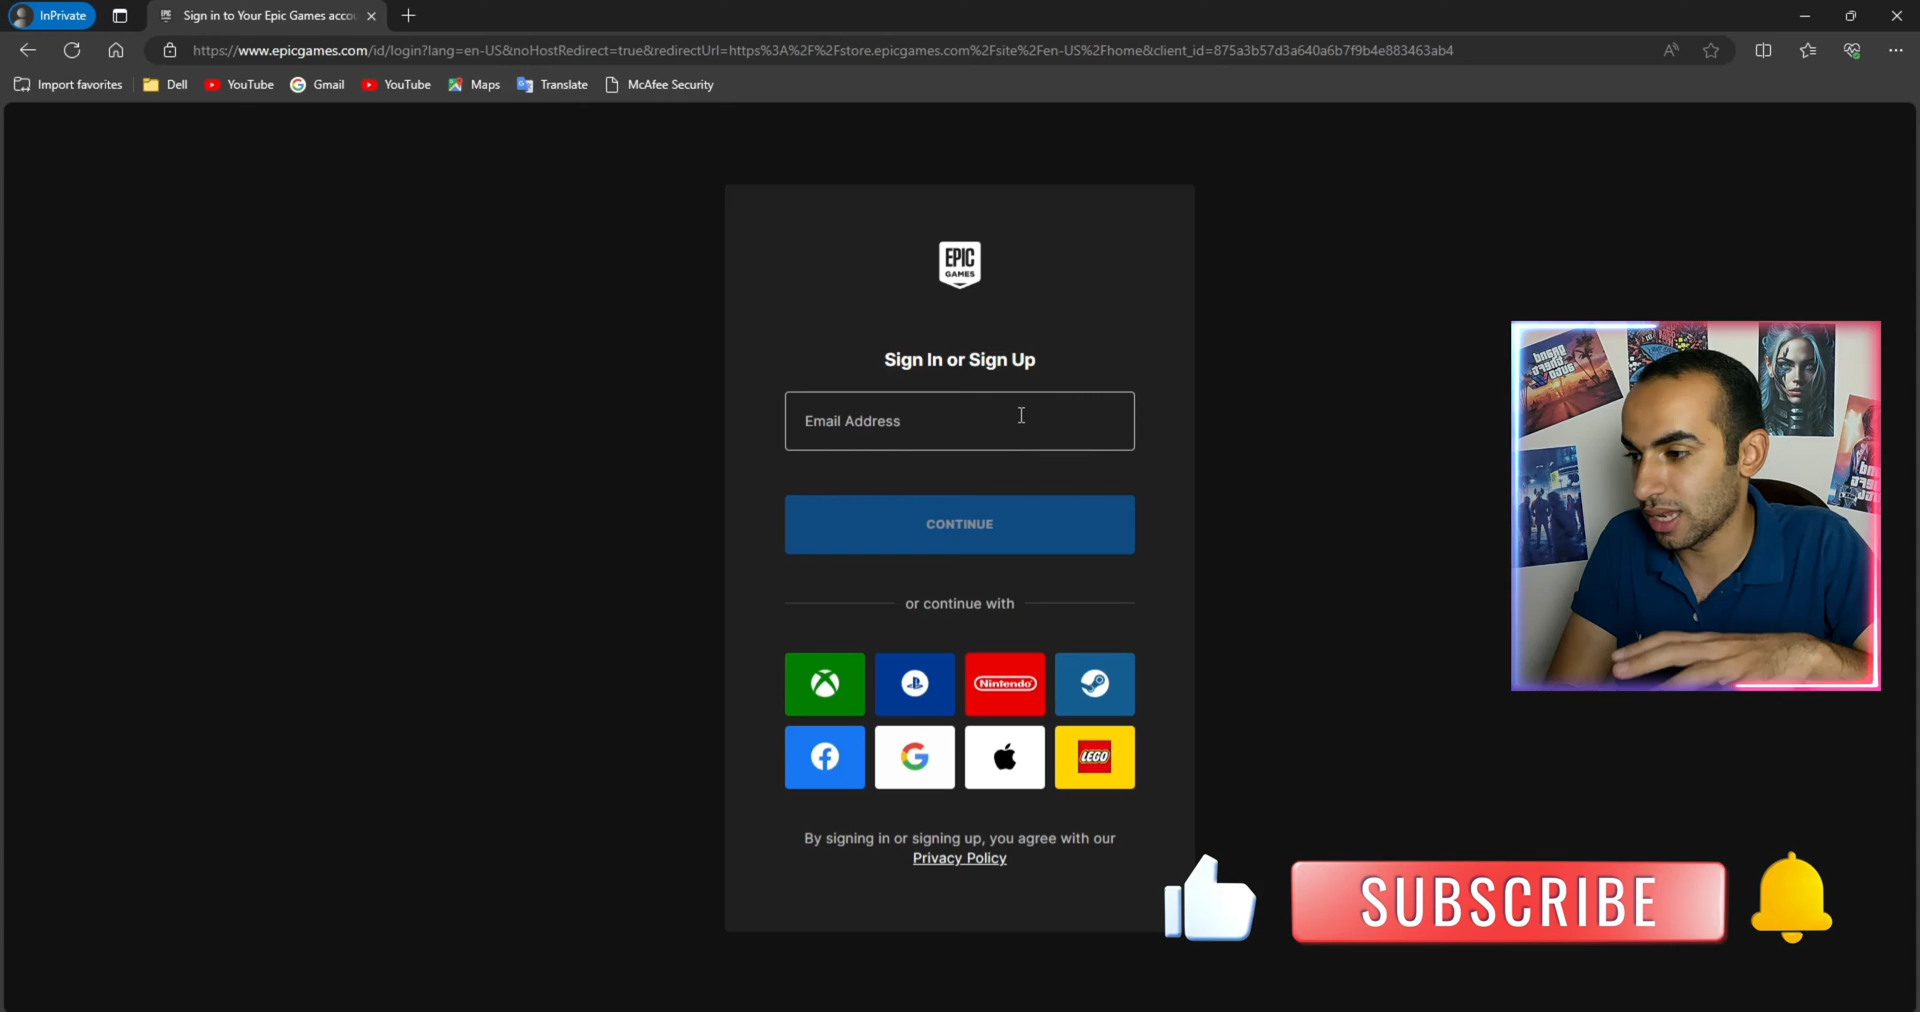 InPrivate
Sign in to Your Epic Games accou
https://www.epicgames.com/id/login?lang=en-US&noHostRedirect=true&redirectUrl=https%3A%2F%2Fstore.epicgames.com%2Fsite%2Fen-US%2Fhome&client_id=875a3b57d3a640a6b7f9b4e883463ab4
Import favorites
Dell
YouTube
Gmail
YouTube
Maps
Translate
McAfee Security
EPIC
GAMES
Sign In or Sign Up
Email Address
CONTINUE
or continue with
Nintendo
LEGO
By signing in or signing up, you agree with our
Privacy Policy
SUBSCRIBE